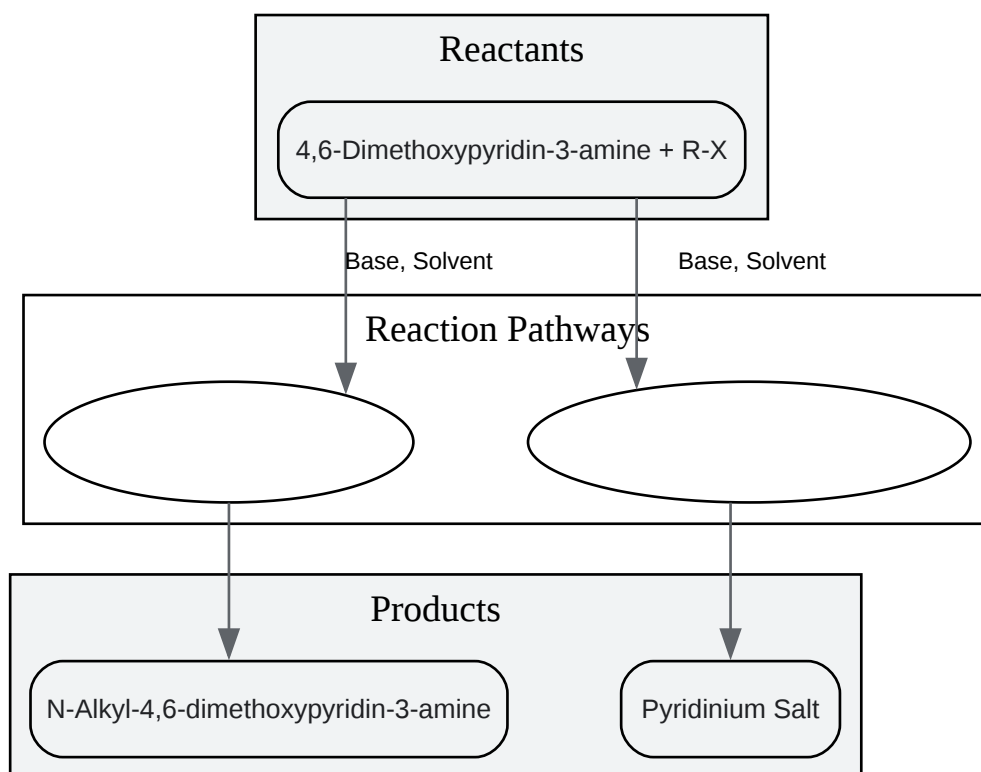 Reactants
4,6-Dimethoxypyridin-3-amine + R-X
Base, Solvent
Base, Solvent
Reaction Pathways
Products
N-Alkyl-4,6-dimethoxypyridin-3-amine
Pyridinium Salt